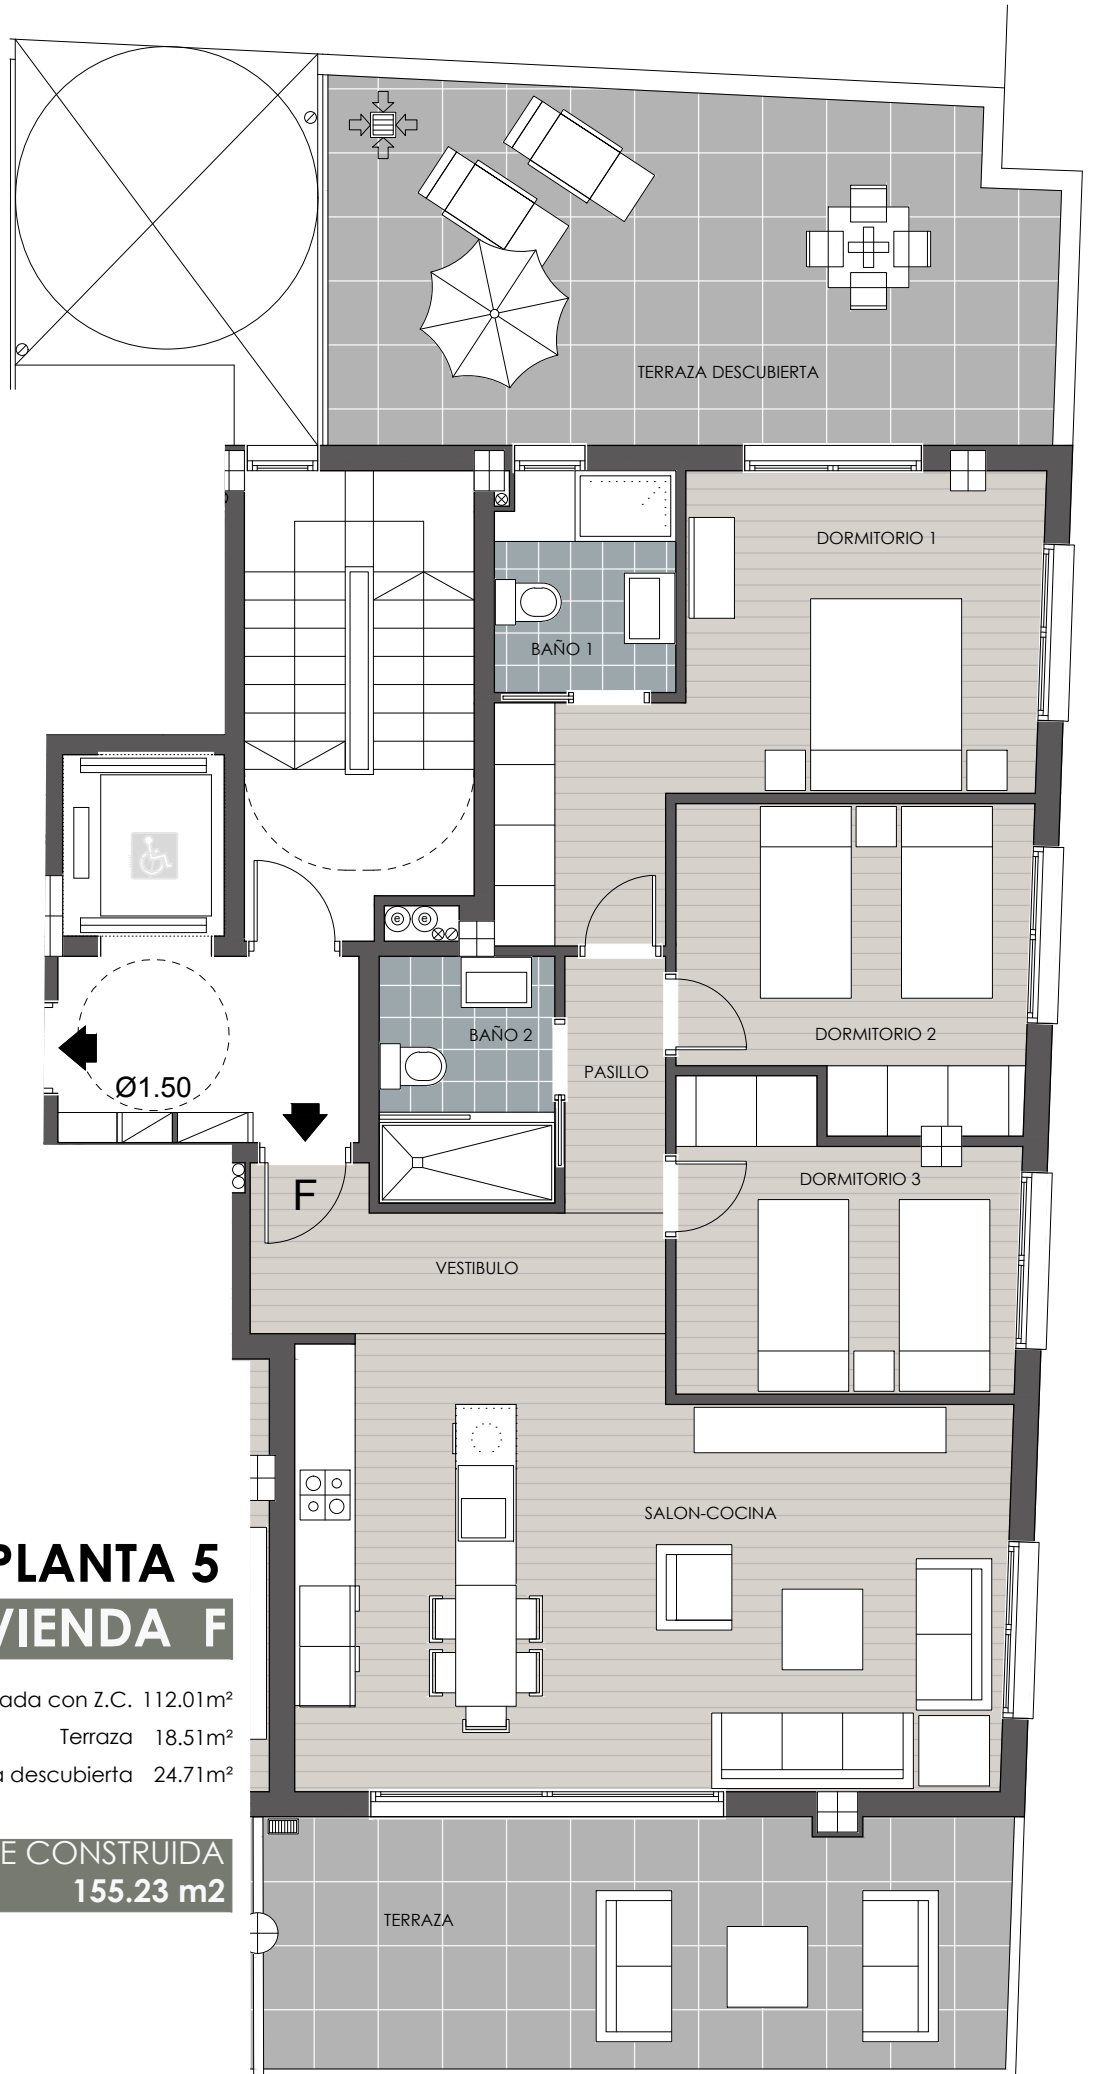 TERRAZA DESCUBIERTA
DORMITORIO 1
BAÑO 1
e e
BAÑO 2
DORMITORIO 2
PASILLO
Ø1.50
DORMITORIO 3
F
VESTIBULO
SALON-COCINA
PLANTA 5
VIENDA F
ada con Z.C. 112.01m²
Terraza 18.51m²
a descubierta 24.71m²
E CONSTRUIDA
155.23 m2
TERRAZA